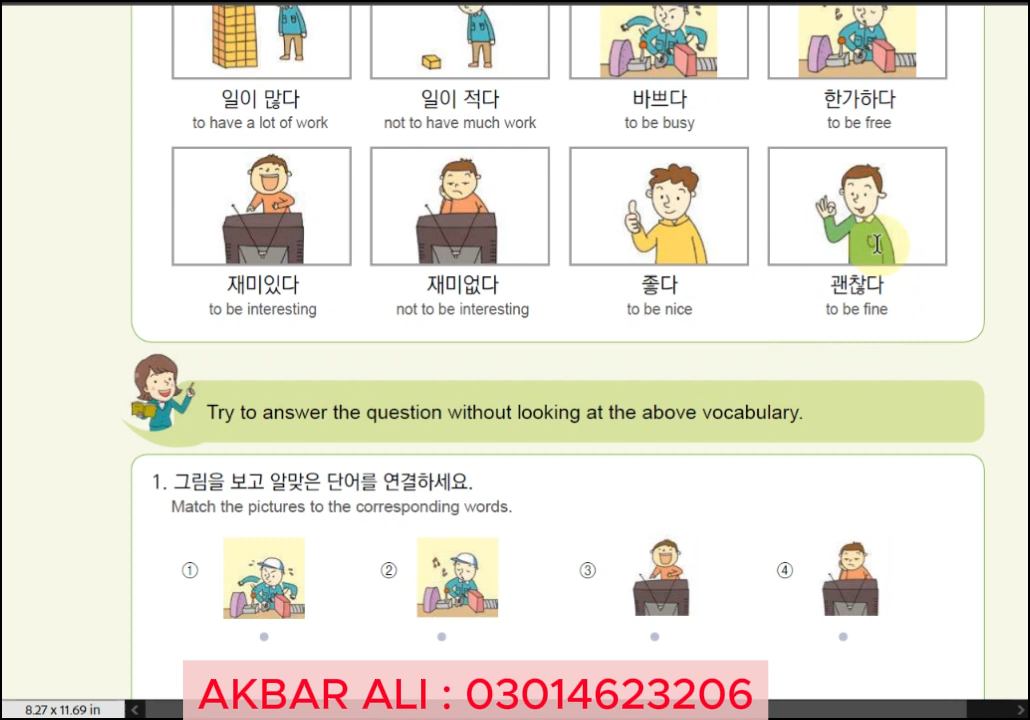 일이 많다
to have a lot of work
일이 적다
not to have much work
바쁘다
to be busy
한가하다
to be free
재미있다
to be interesting
재미없다
not to be interesting
좋다
to be nice
괜찮다
to be fine
Try to answer the question without looking at the above vocabulary.
1. 그림을 보고 알맞은 단어를 연결하세요.
Match the pictures to the corresponding words.
① ② ③ ④
AKBAR ALI : 03014623206
8.27 x 11.69 in